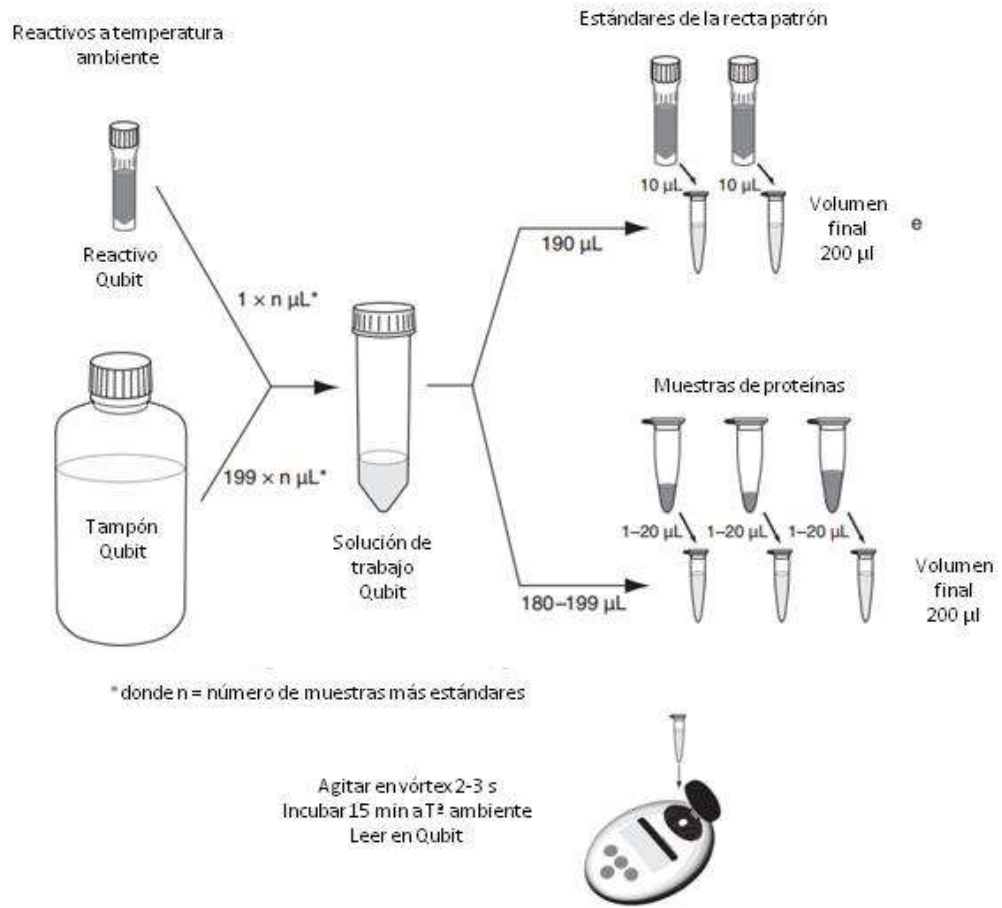 Reactivos a temperatura
ambiente
Estándares de la recta patrón
10 µL
10 µL
Reactivo
Qubit
Volumen
final
200 µl
e
190 µL
1 × n µL*
Muestras de proteínas
199 × n µL*
Tampón
Qubit
Solución de
trabajo
Qubit
1–20 µL
1–20 µL
1–20 µL
180–199 µL
Volumen
final
200 µl
*donde n = número de muestras más estándares
Agitar en vórtex 2-3 s
Incubar 15 min a Tª ambiente
Leer en Qubit